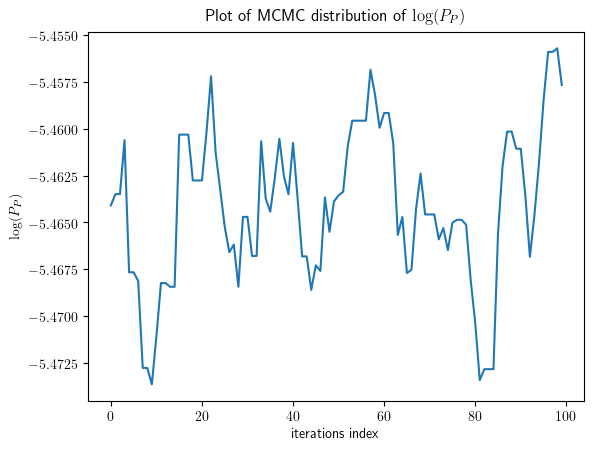 Plot of MCMC distribution of log(P_P)
−5.4550
−5.4575
−5.4600
−5.4625
−5.4650
−5.4675
−5.4700
−5.4725
log(P_P)
0 20 40 60 80 100
iterations index